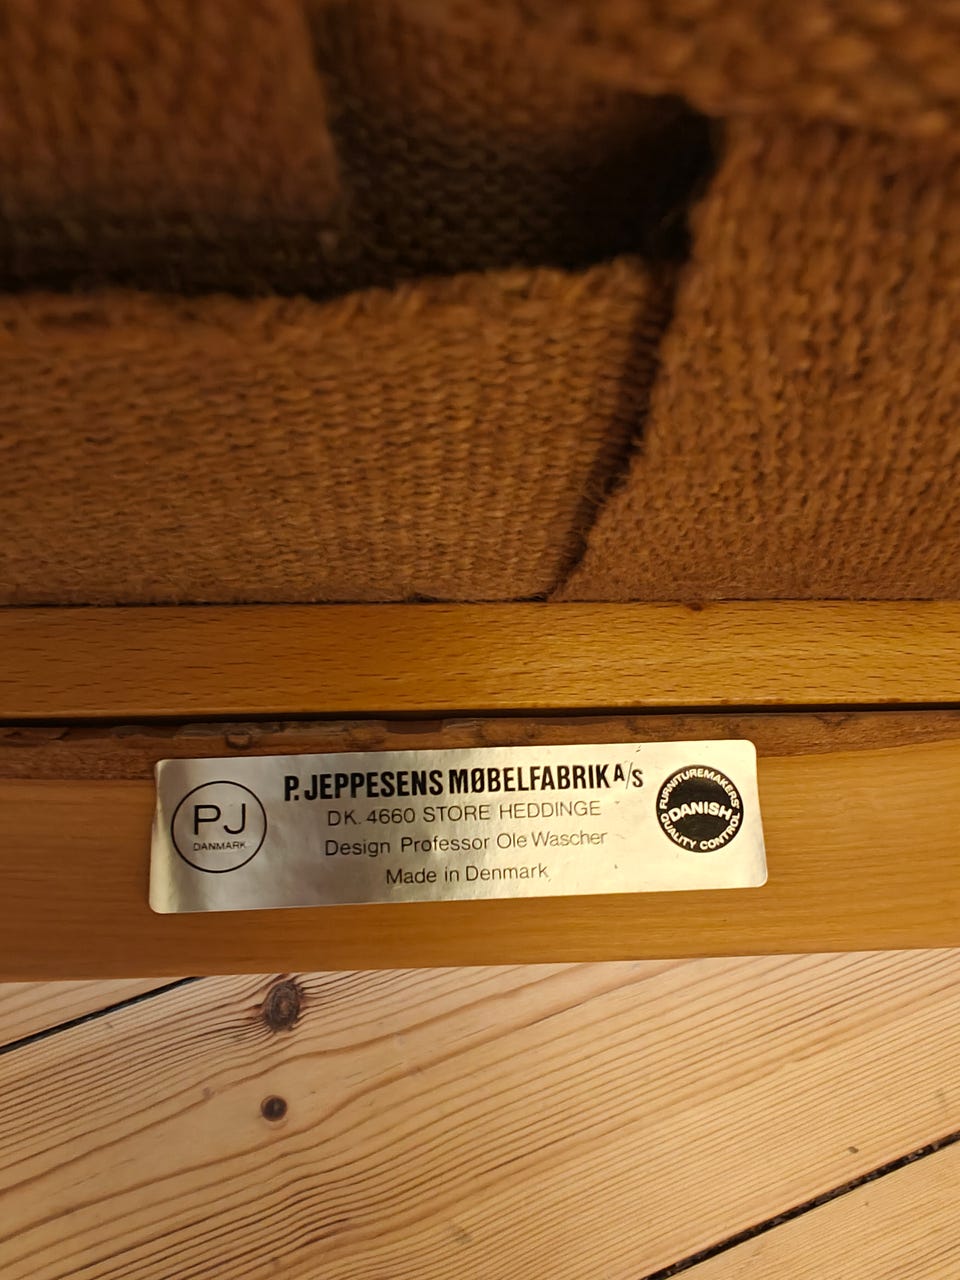 PJ
DANMARK
P. JEPPESENS MØBELFABRIK A/S
DK. 4660 STORE HEDDINGE
Design Professor Ole Wascher
Made in Denmark
FURNITUREMAKERS'
DANISH
QUALITY CONTROL